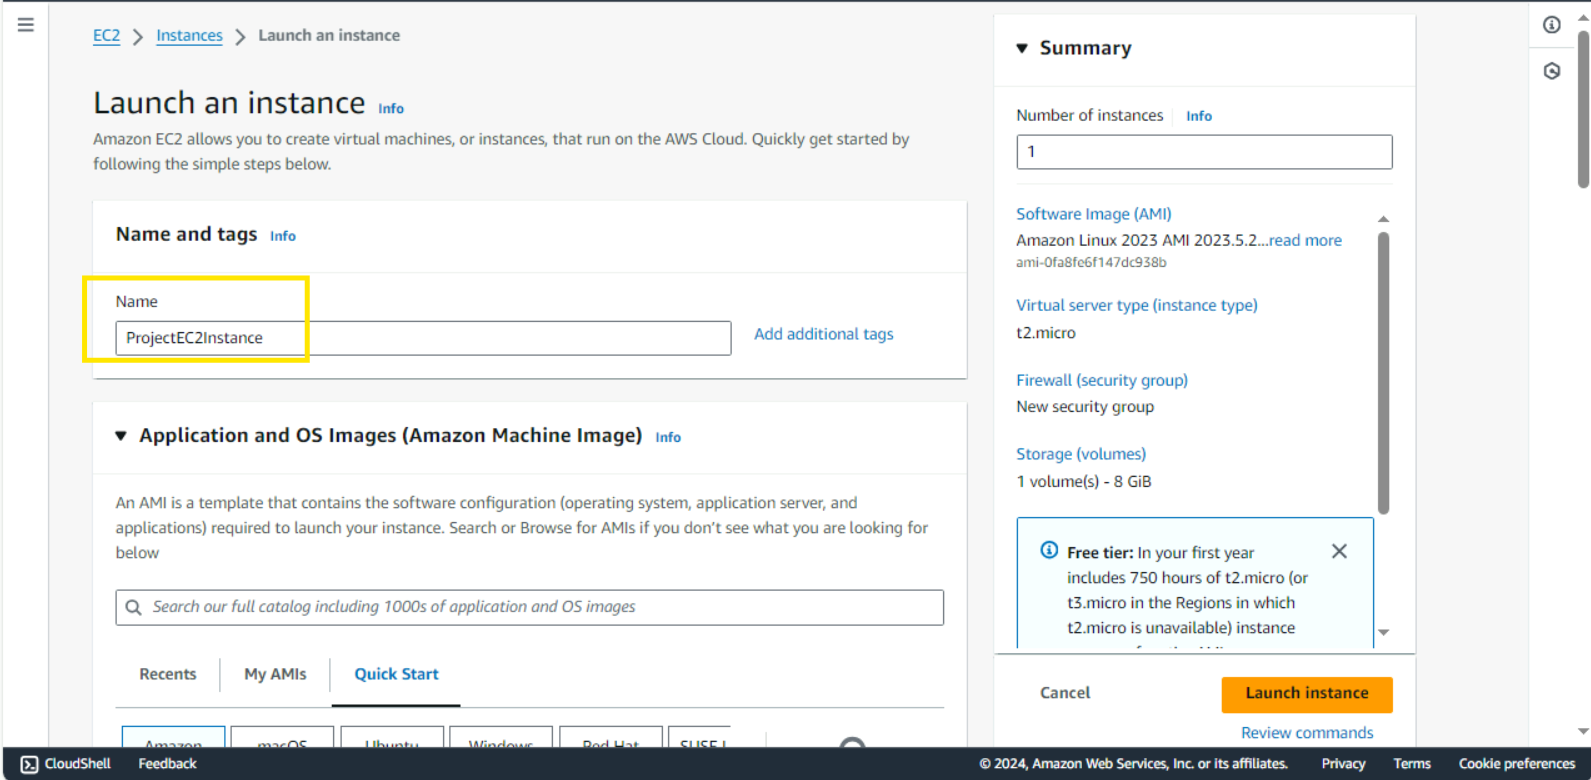 EC2 > Instances > Launch an instance
Launch an instance Info
Amazon EC2 allows you to create virtual machines, or instances, that run on the AWS Cloud. Quickly get started by
following the simple steps below.
Name and tags Info
Name
ProjectEC2Instance
Add additional tags
Application and OS Images (Amazon Machine Image) Info
An AMI is a template that contains the software configuration (operating system, application server, and
applications) required to launch your instance. Search or Browse for AMIs if you don't see what you are looking for
below
Search our full catalog including 1000s of application and OS images
Recents My AMIs Quick Start
Amazon macOS Ubuntu Windows Red Hat SUSE L
Summary
Number of instances Info
1
Software Image (AMI)
Amazon Linux 2023 AMI 2023.5.2...read more
ami-0fa8fe6f147dc938b
Virtual server type (instance type)
t2.micro
Firewall (security group)
New security group
Storage (volumes)
1 volume(s) - 8 GiB
Free tier: In your first year
includes 750 hours of t2.micro (or
t3.micro in the Regions in which
t2.micro is unavailable) instance
Cancel
Launch instance
Review commands
CloudShell Feedback
© 2024, Amazon Web Services, Inc. or its affiliates. Privacy Terms Cookie preferences